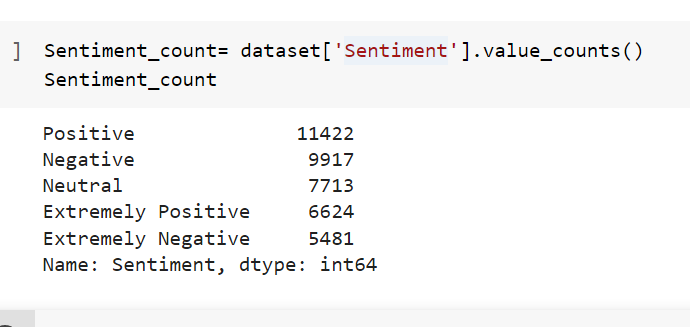 ] Sentiment_count= dataset['Sentiment'].value_counts()
Sentiment_count
Positive 11422
Negative 9917
Neutral 7713
Extremely Positive 6624
Extremely Negative 5481
Name: Sentiment, dtype: int64